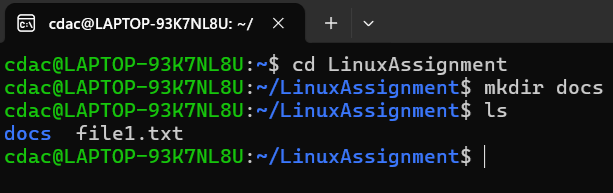 cdac@LAPTOP-93K7NL8U: ~/
cdac@LAPTOP-93K7NL8U:~$ cd LinuxAssignment
cdac@LAPTOP-93K7NL8U:~/LinuxAssignment$ mkdir docs
cdac@LAPTOP-93K7NL8U:~/LinuxAssignment$ ls
docs  file1.txt
cdac@LAPTOP-93K7NL8U:~/LinuxAssignment$